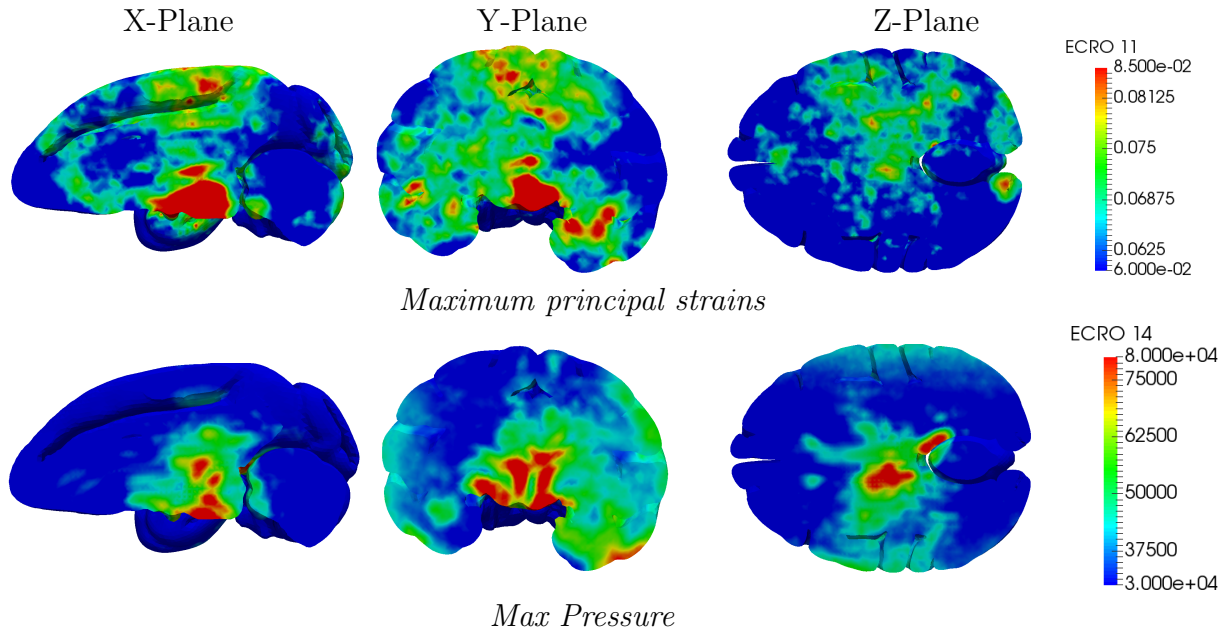 X-Plane Y-Plane Z-Plane
ECRO 11
8.500e-02
0.08125
0.075
0.06875
0.0625
6.000e-02
Maximum principal strains
ECRO 14
8.000e+04
75000
62500
50000
37500
3.000e+04
Max Pressure